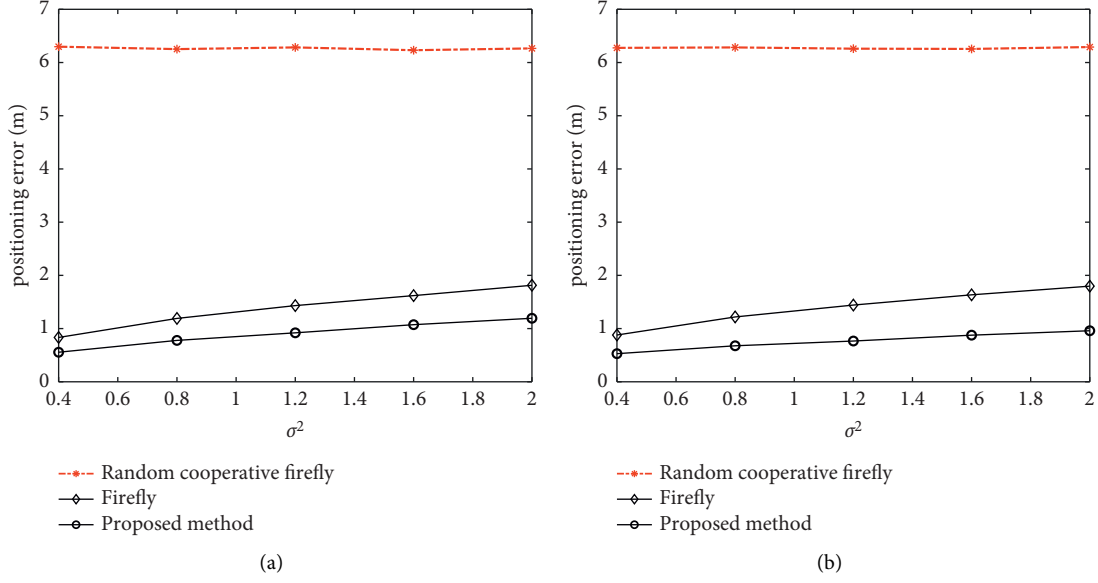 7
6
5
4
3
2
1
0
positioning error (m)
0.4 0.6 0.8 1 1.2 1.4 1.6 1.8 2
σ²
Random cooperative firefly
Firefly
Proposed method
(a)
7
6
5
4
3
2
1
0
positioning error (m)
0.4 0.6 0.8 1 1.2 1.4 1.6 1.8 2
σ²
Random cooperative firefly
Firefly
Proposed method
(b)